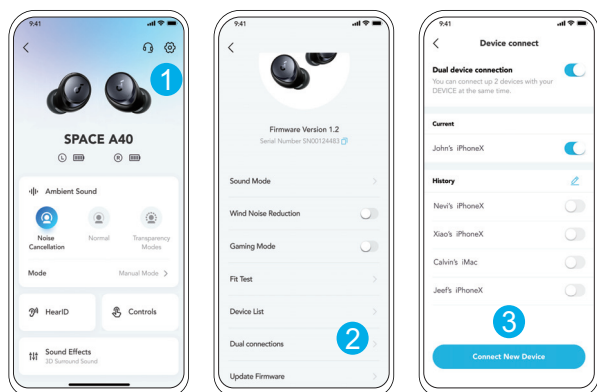 9:41
1
SPACE A40
L
R
Ambient Sound
Noise
Cancellation
Normal
Transparency
Modes
Mode
Manual Mode
HearID
Controls
Sound Effects
3D Surround Sound
9:41
Firmware Version 1.2
Serial Number SN00124483
Sound Mode
Wind Noise Reduction
Gaming Mode
Fit Test
Device List
Dual connections
2
Update Firmware
9:41
Device connect
Dual device connection
You can connect up 2 devices with your
DEVICE at the same time.
Current
John's iPhoneX
History
Nevi's iPhoneX
Xiao's iPhoneX
Calvin's iMac
Jeef's iPhoneX
3
Connect New Device